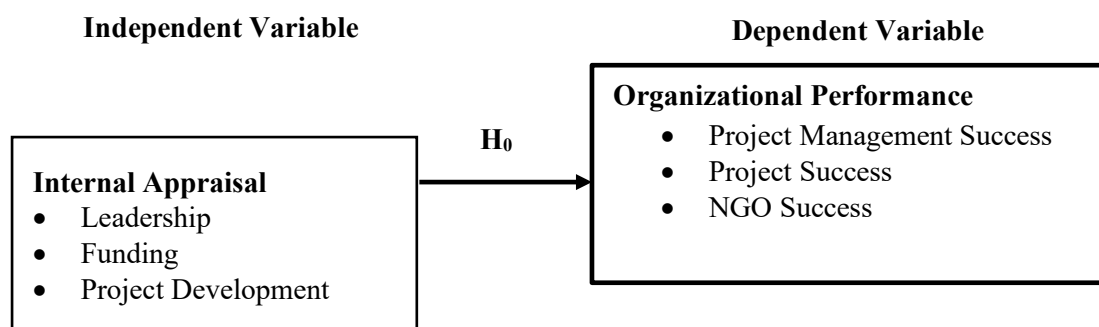 Independent Variable
Dependent Variable
Organizational Performance
• Project Management Success
• Project Success
• NGO Success
H₀
Internal Appraisal
• Leadership
• Funding
• Project Development